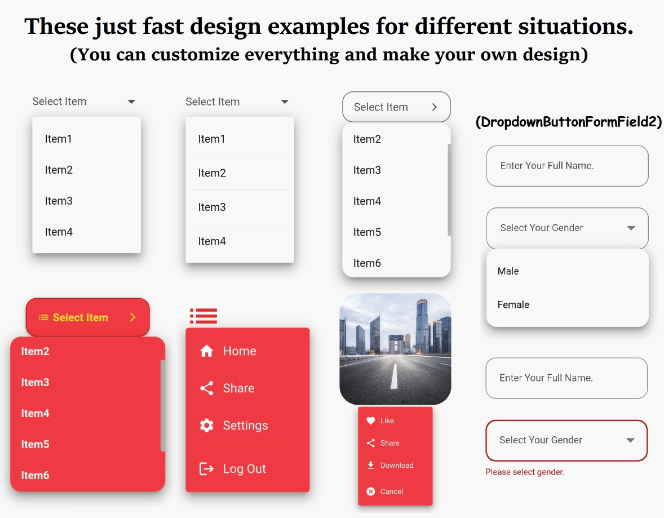 These just fast design examples for different situations.
(You can customize everything and make your own design)
Select Item
Item1
Item2
Item3
Item4
Select Item
Item1
Item2
Item3
Item4
Select Item
Item2
Item3
Item4
Item5
Item6
(DropdownButtonFormField2)
Enter Your Full Name.
Select Your Gender
Male
Female
Select Item
Item2
Item3
Item4
Item5
Item6
Home
Share
Settings
Log Out
Like
Share
Download
Cancel
Enter Your Full Name.
Select Your Gender
Please select gender.